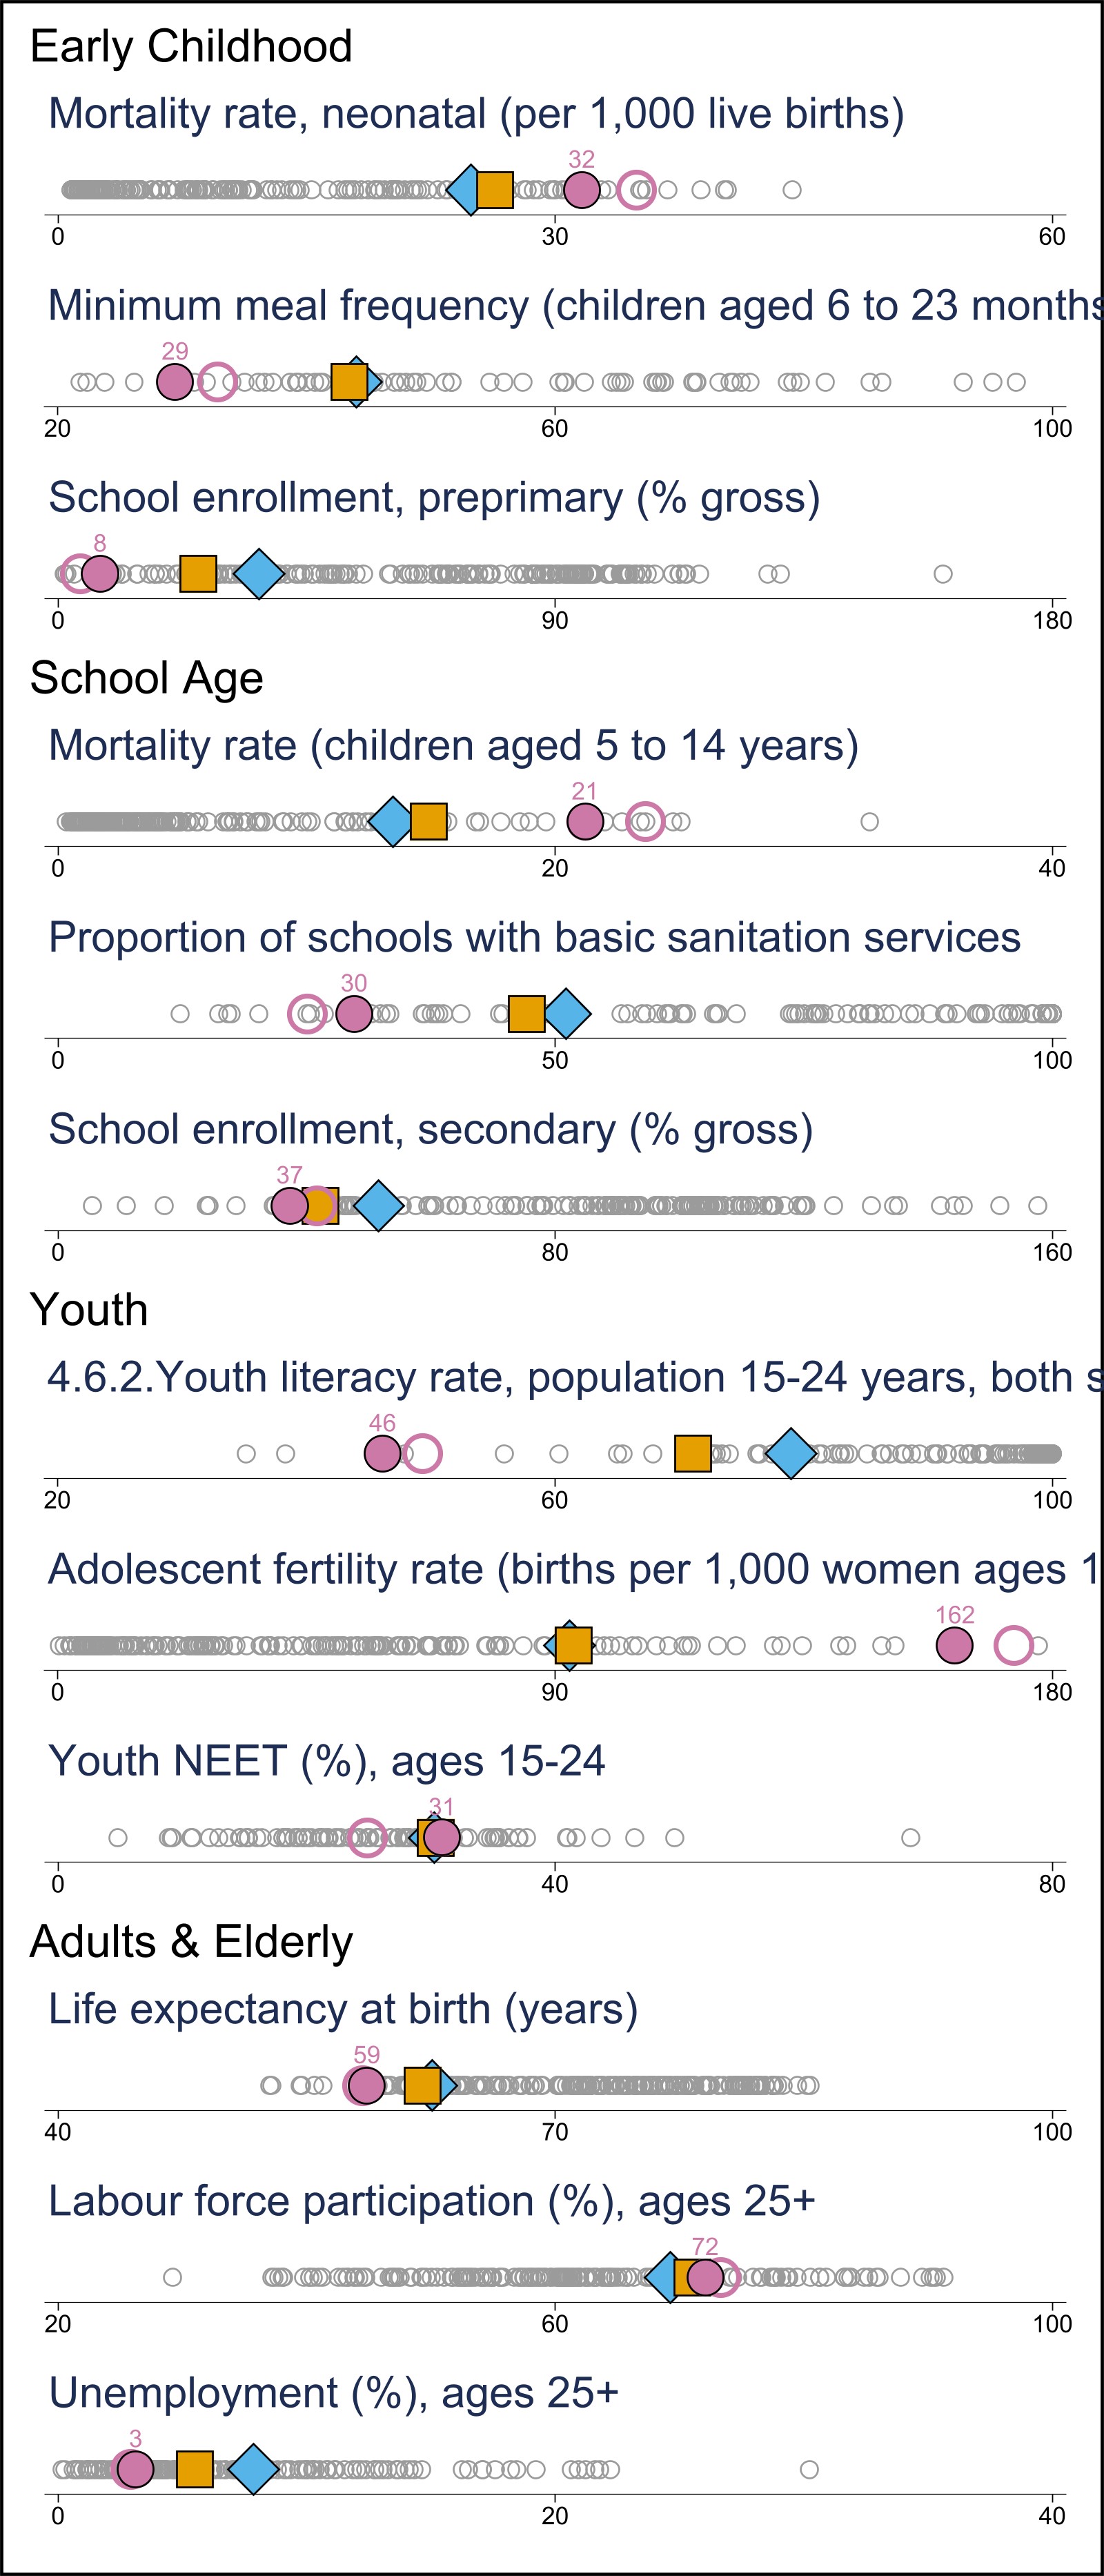 Early Childhood
Mortality rate, neonatal (per 1,000 live births)
32
0 30 60
Minimum meal frequency (children aged 6 to 23 months
29
20 60 100
School enrollment, preprimary (% gross)
8
0 90 180
School Age
Mortality rate (children aged 5 to 14 years)
21
0 20 40
Proportion of schools with basic sanitation services
30
0 50 100
School enrollment, secondary (% gross)
37
0 80 160
Youth
4.6.2.Youth literacy rate, population 15-24 years, both s
46
20 60 100
Adolescent fertility rate (births per 1,000 women ages 1
162
0 90 180
Youth NEET (%), ages 15-24
31
0 40 80
Adults & Elderly
Life expectancy at birth (years)
59
40 70 100
Labour force participation (%), ages 25+
72
20 60 100
Unemployment (%), ages 25+
3
0 20 40